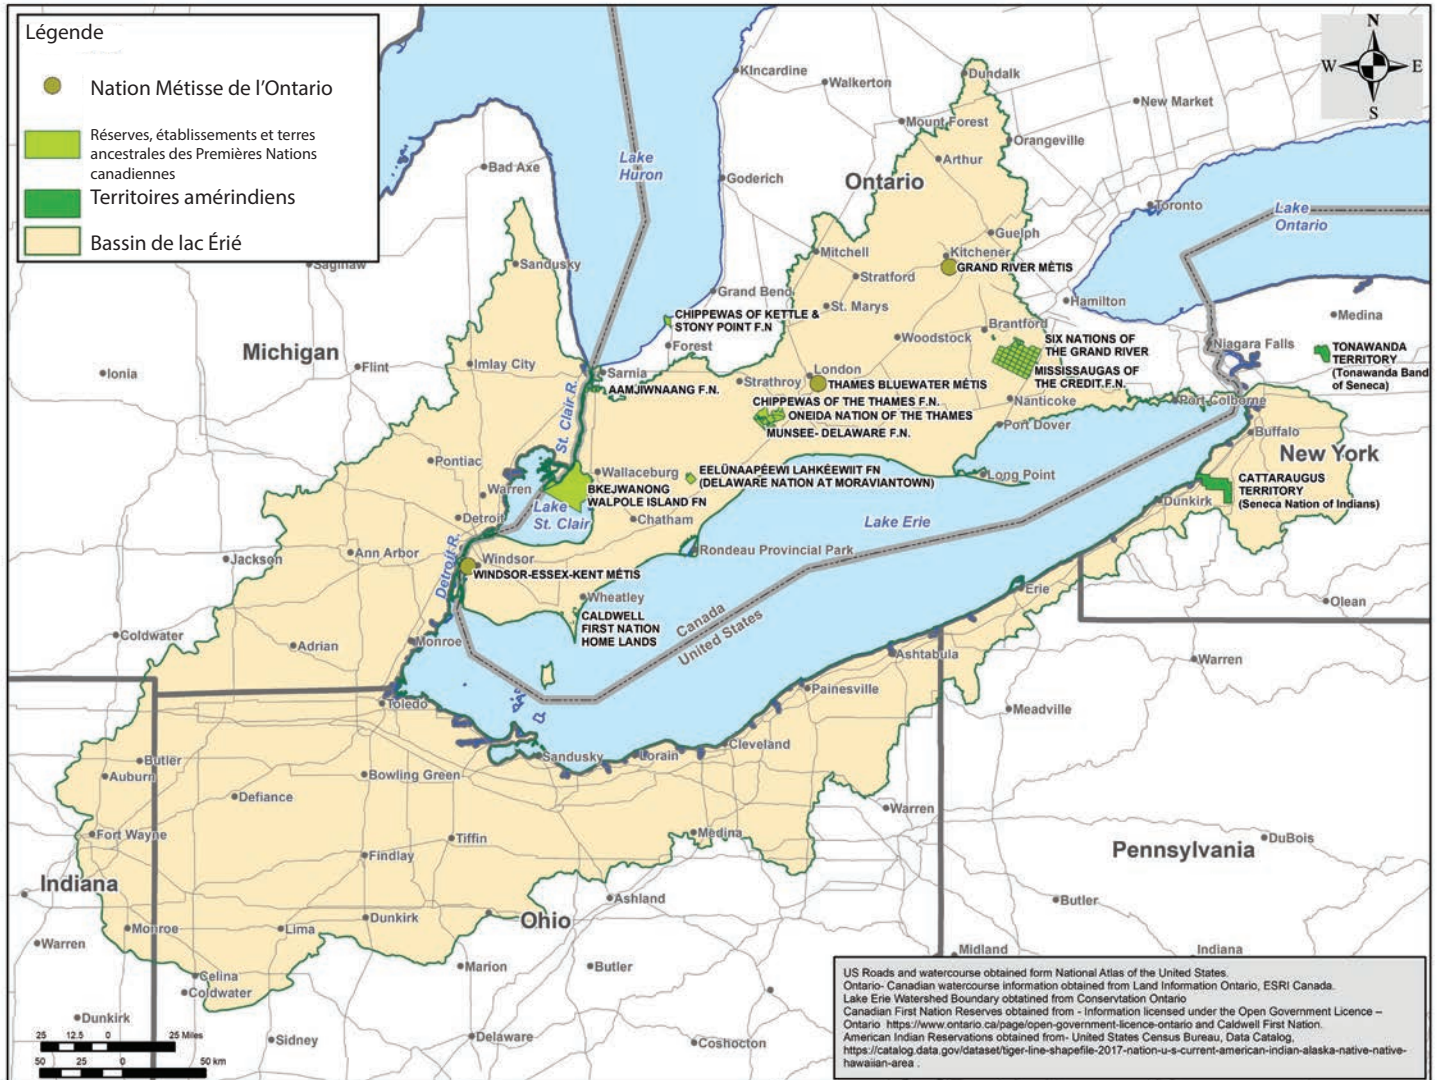 Légende
Nation Métisse de l'Ontario
Réserves, établissements et terres
ancestrales des Premières Nations
canadiennes
Territoires amérindiens
Bassin de lac Érié
N
W
E
S
KIncardine
Walkerton
Dundalk
New Market
Mount Forest
Orangeville
Arthur
Lake
Huron
Bad Axe
Goderich
Ontario
Toronto
Lake
Ontario
Guelph
Saginaw
Sandusky
Mitchell
Kitchener
GRAND RIVER MÉTIS
Stratford
Grand Bend
St. Marys
Hamilton
CHIPPEWAS OF KETTLE &
STONY POINT F.N
Medina
Forest
Woodstock
Brantford
SIX NATIONS OF
THE GRAND RIVER
Niagara Falls
TONAWANDA
TERRITORY
(Tonawanda Band
of Seneca)
Michigan
Ionia
Flint
Imlay City
Sarnia
AAMJIWNAANG F.N.
Strathroy
London
THAMES BLUEWATER MÉTIS
MISSISSAUGAS OF
THE CREDIT.F.N.
St. Clair R.
CHIPPEWAS OF THE THAMES F.N.
ONEIDA NATION OF THE THAMES
MUNSEE- DELAWARE F.N.
Nanticoke
Port Dover
Port Colborne
Buffalo
New York
Pontiac
Warren
Wallaceburg
EELÜNAAPÉEWI LAHKÉEWIIT FN
(DELAWARE NATION AT MORAVIANTOWN)
Long Point
BKEJWANONG
WALPOLE ISLAND FN
CATTARAUGUS
TERRITORY
(Seneca Nation of Indians)
Dunkirk
Detroit
Lake
St. Clair
Chatham
Lake Erie
Jackson
Ann Arbor
Detroit R.
Windsor
WINDSOR-ESSEX-KENT MÉTIS
Rondeau Provincial Park
Wheatley
Erie
Olean
CALDWELL
FIRST NATION
HOME LANDS
Canada
United States
Coldwater
Adrian
Monroe
Ashtabula
Warren
Toledo
Painesville
Meadville
Butler
Auburn
Bowling Green
Sandusky
Lorain
Cleveland
Defiance
Warren
Fort Wayne
Tiffin
Medina
DuBois
Findlay
Pennsylvania
Indiana
Ashland
Butler
Ohio
Monroe
Lima
Dunkirk
Warren
Midland
Indiana
Celina
Coldwater
Marion
Butler
Dunkirk
Sidney
Delaware
Coshocton
25 12.5 0 25 Miles
50 25 0 50 km
US Roads and watercourse obtained form National Atlas of the United States.
Ontario- Canadian watercourse information obtained from Land Information Ontario, ESRI Canada.
Lake Erie Watershed Boundary obtatined from Conservtation Ontario
Canadian First Nation Reserves obtained from - Information licensed under the Open Government Licence –
Ontario https://www.ontario.ca/page/open-government-licence-ontario and Caldwell First Nation.
American Indian Reservations obtained from- United States Census Bureau, Data Catalog,
https://catalog.data.gov/dataset/tiger-line-shapefile-2017-nation-u-s-current-american-indian-alaska-native-native-
hawaiian-area .